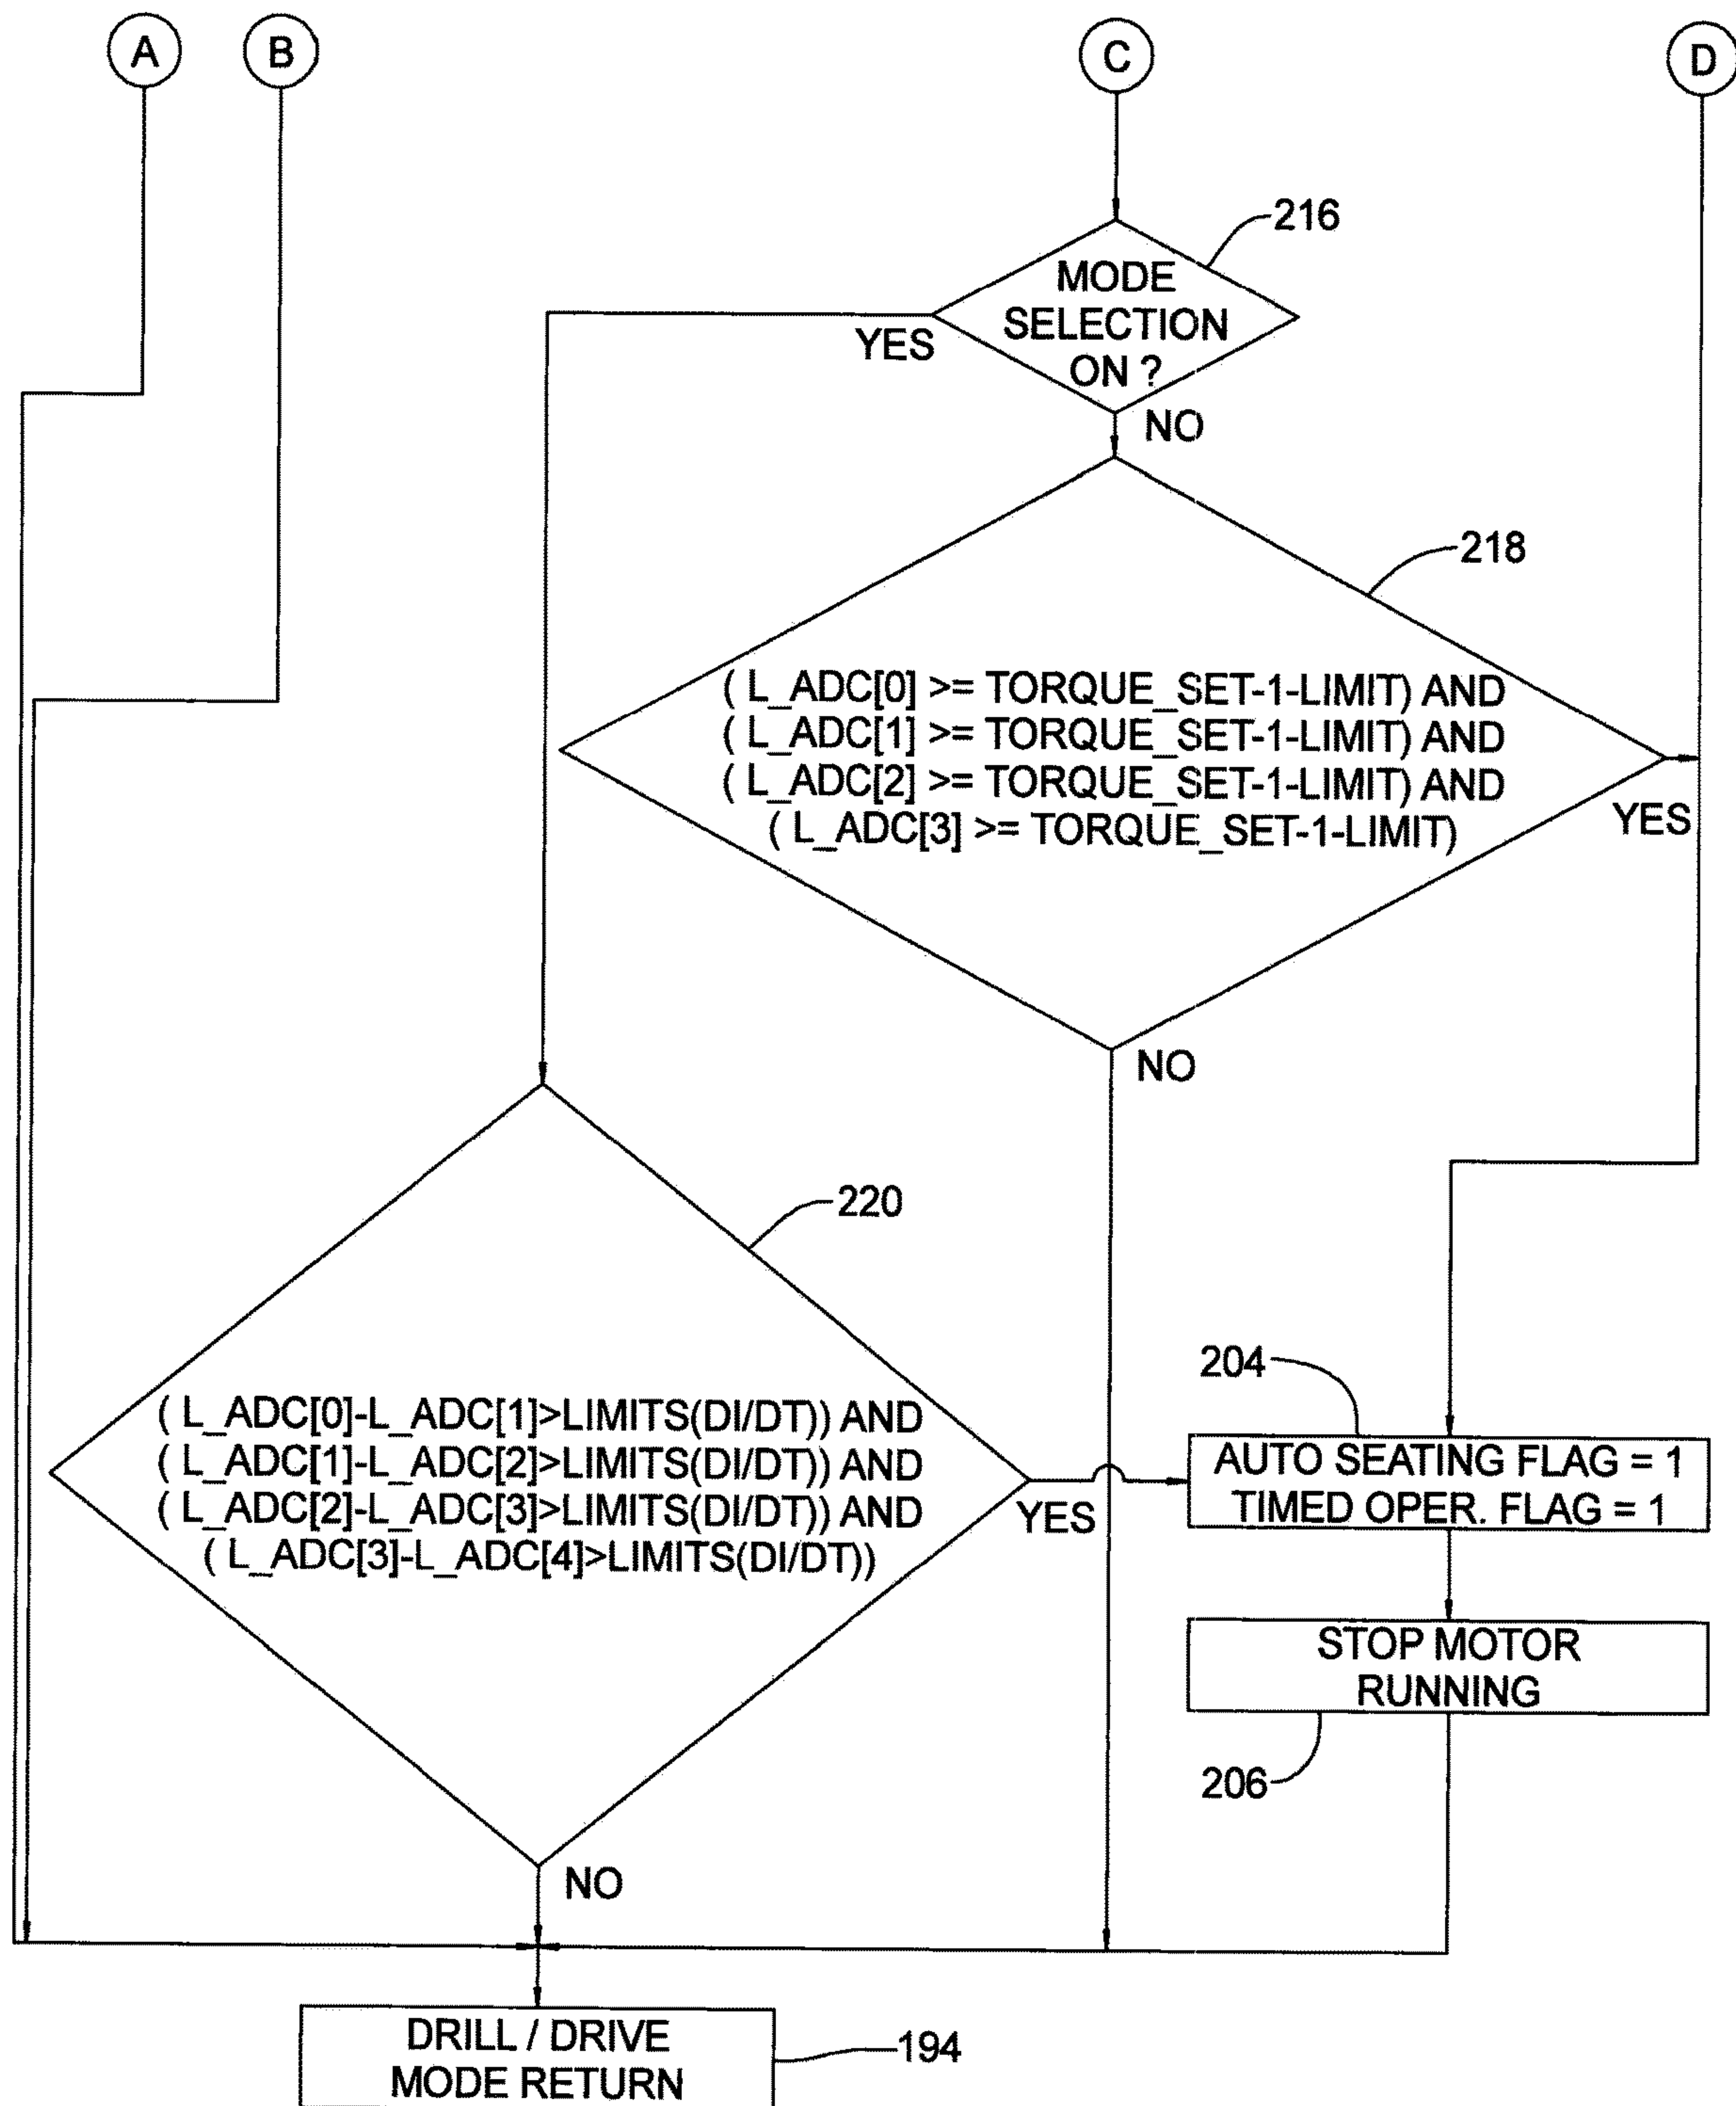 A
B
C
D
216
MODE
SELECTION
ON ?
YES
NO
218
( L_ADC[0] >= TORQUE_SET-1-LIMIT) AND
( L_ADC[1] >= TORQUE_SET-1-LIMIT) AND
( L_ADC[2] >= TORQUE_SET-1-LIMIT) AND
( L_ADC[3] >= TORQUE_SET-1-LIMIT)
YES
NO
220
( L_ADC[0]-L_ADC[1]>LIMITS(DI/DT)) AND
( L_ADC[1]-L_ADC[2]>LIMITS(DI/DT)) AND
( L_ADC[2]-L_ADC[3]>LIMITS(DI/DT)) AND
( L_ADC[3]-L_ADC[4]>LIMITS(DI/DT))
YES
NO
204
AUTO SEATING FLAG = 1
TIMED OPER. FLAG = 1
STOP MOTOR
RUNNING
206
DRILL / DRIVE
MODE RETURN
194